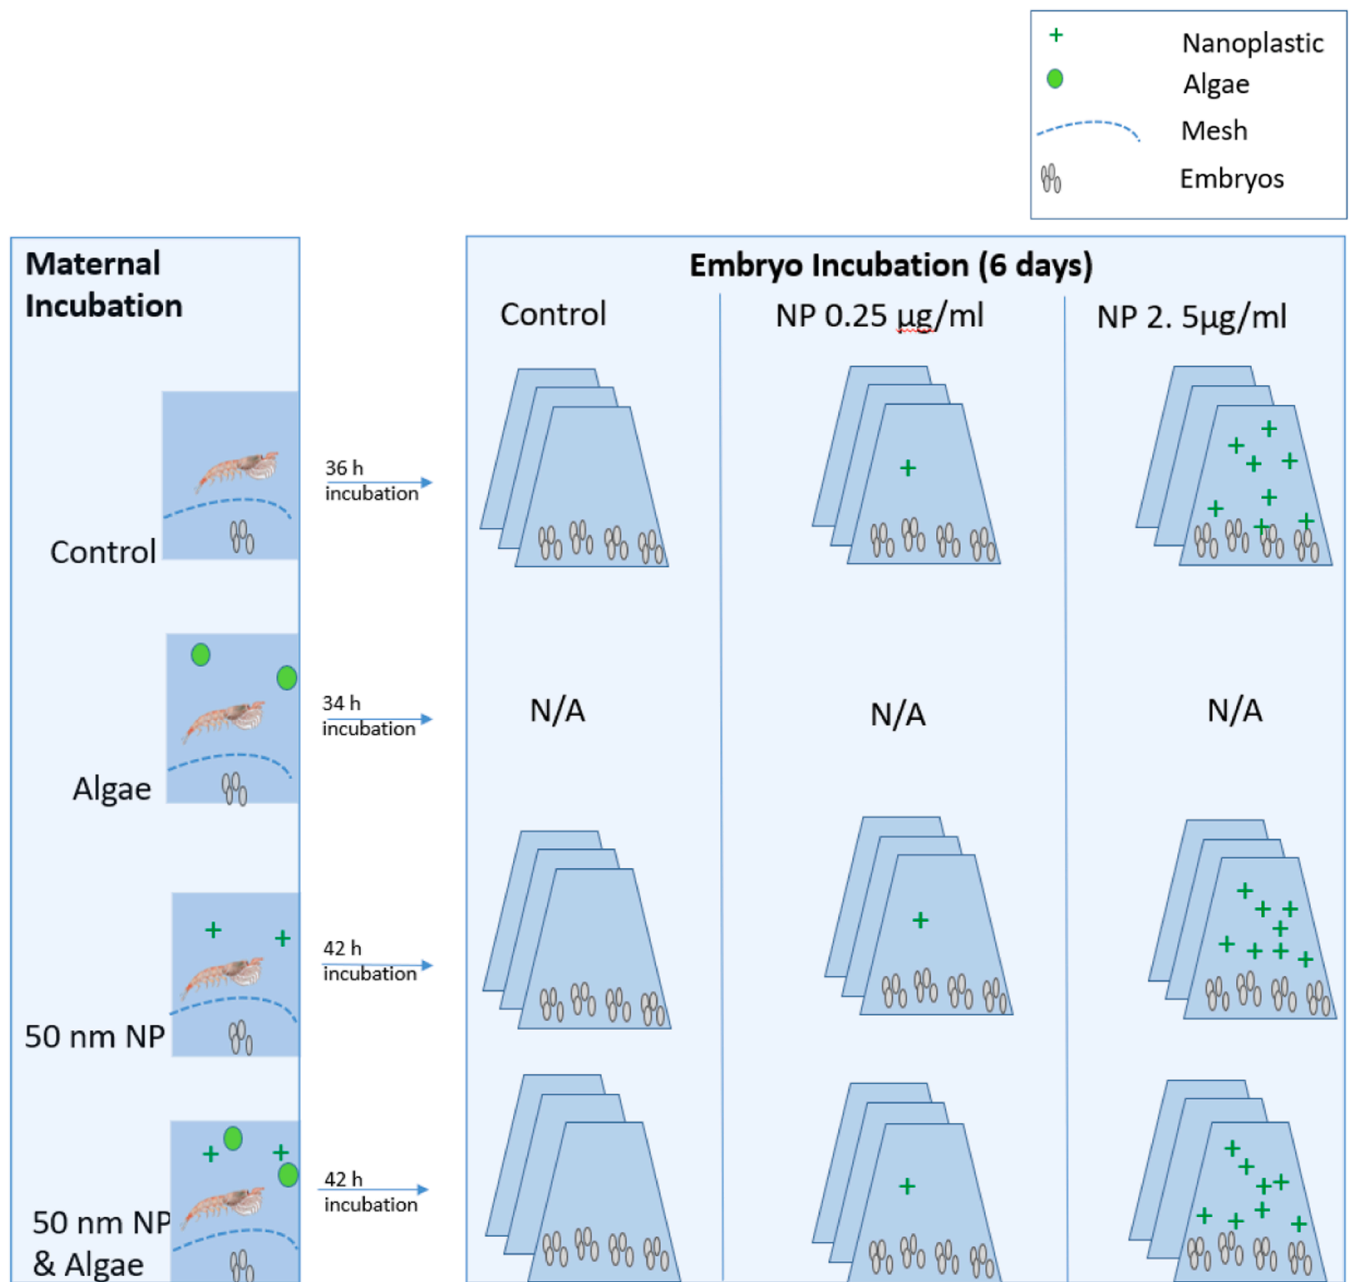 Nanoplastic
Algae
Mesh
Embryos
Maternal
Incubation
Embryo Incubation (6 days)
Control
NP 0.25 µg/ml
NP 2. 5µg/ml
36 h
incubation
Control
34 h
incubation
N/A
N/A
N/A
Algae
42 h
incubation
50 nm NP
42 h
incubation
50 nm NP
& Algae